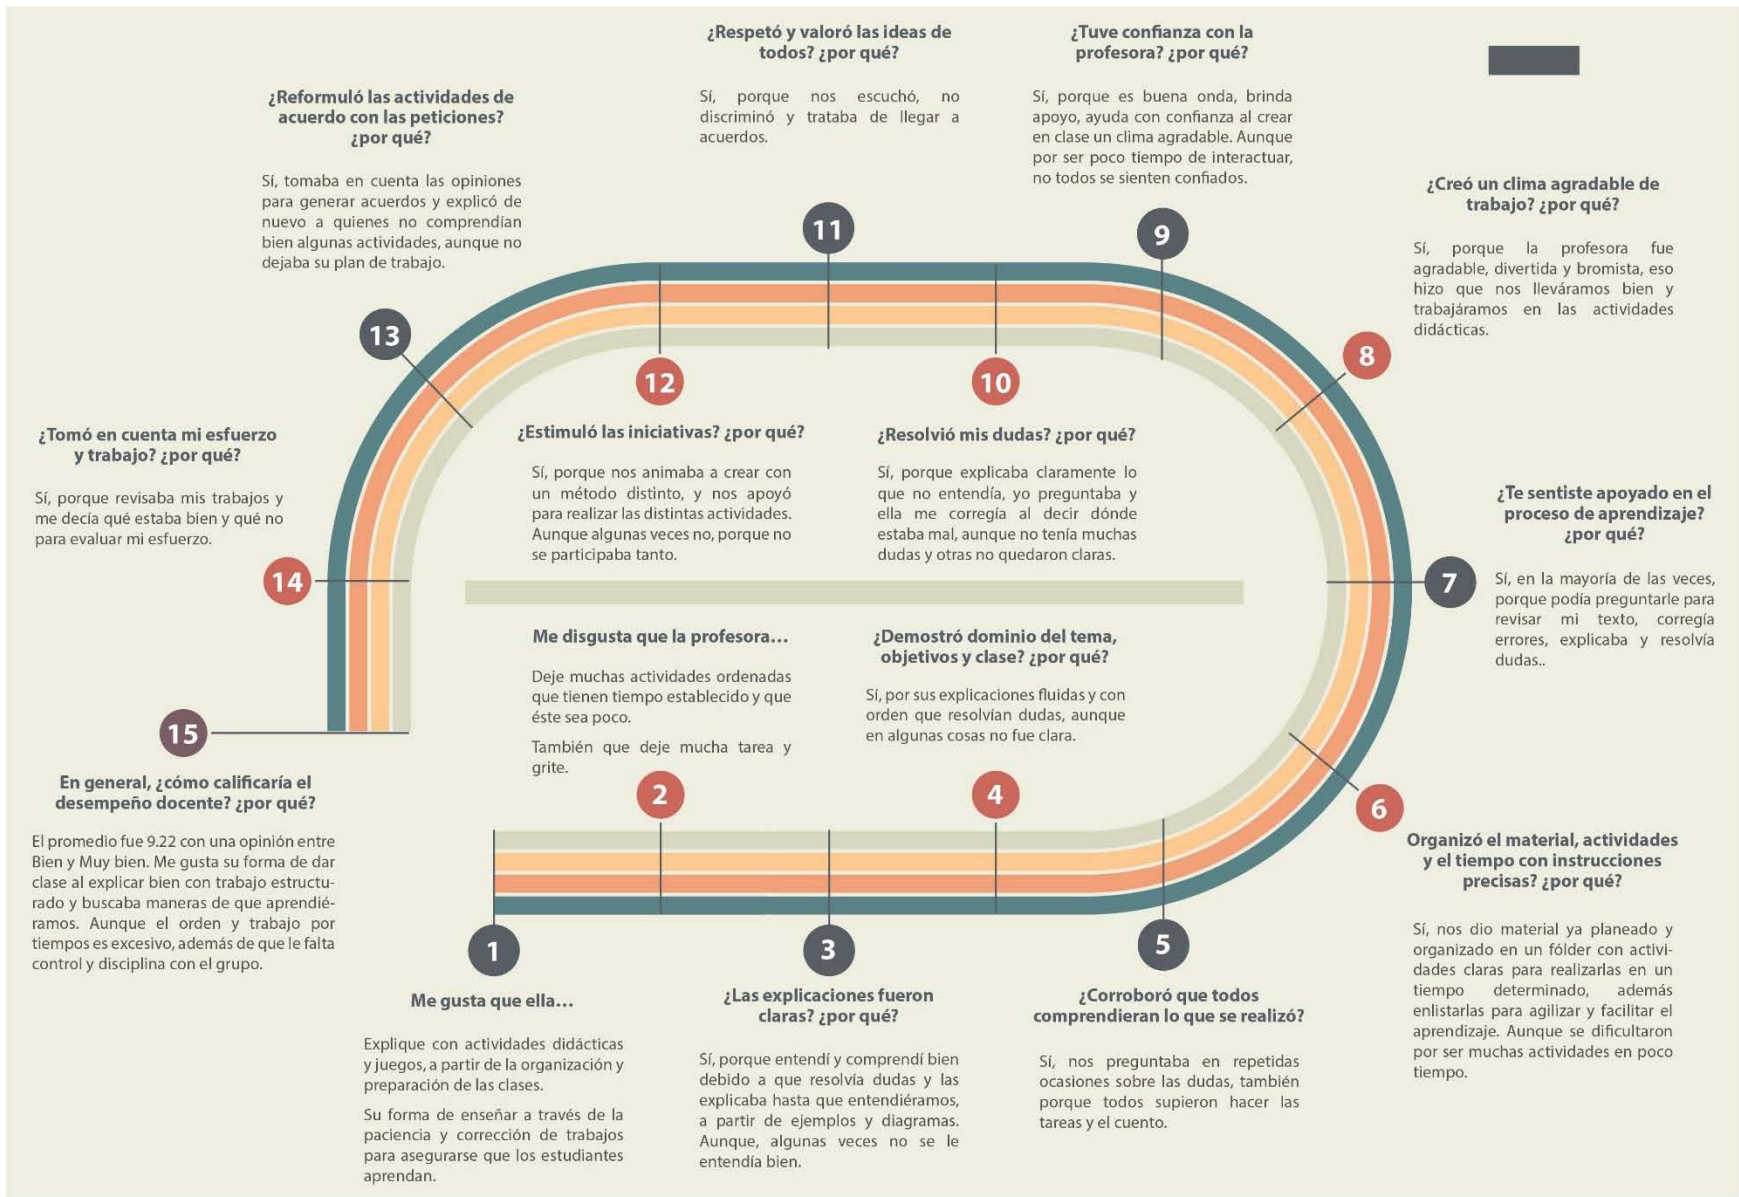 ¿Respetó y valoró las ideas de
todos? ¿por qué?
Sí, porque nos escuchó, no
discriminó y trataba de llegar a
acuerdos.
¿Tuve confianza con la
profesora? ¿por qué?
Sí, porque es buena onda, brinda
apoyo, ayuda con confianza al crear
en clase un clima agradable. Aunque
por ser poco tiempo de interactuar,
no todos se sienten confiados.
¿Reformuló las actividades de
acuerdo con las peticiones?
¿por qué?
Sí, tomaba en cuenta las opiniones
para generar acuerdos y explicó de
nuevo a quienes no comprendían
bien algunas actividades, aunque no
dejaba su plan de trabajo.
¿Creó un clima agradable de
trabajo? ¿por qué?
Sí, porque la profesora fue
agradable, divertida y bromista, eso
hizo que nos lleváramos bien y
trabajáramos en las actividades
didácticas.
11
9
13
8
12
10
¿Tomó en cuenta mi esfuerzo
y trabajo? ¿por qué?
Sí, porque revisaba mis trabajos y
me decía qué estaba bien y qué no
para evaluar mi esfuerzo.
¿Estimuló las iniciativas? ¿por qué?
Sí, porque nos animaba a crear con
un método distinto, y nos apoyó
para realizar las distintas actividades.
Aunque algunas veces no, porque no
se participaba tanto.
¿Resolvió mis dudas? ¿por qué?
Sí, porque explicaba claramente lo
que no entendía, yo preguntaba y
ella me corregía al decir dónde
estaba mal, aunque no tenía muchas
dudas y otras no quedaron claras.
¿Te sentiste apoyado en el
proceso de aprendizaje?
¿por qué?
Sí, en la mayoría de las veces,
porque podía preguntarle para
revisar mi texto, corregía
errores, explicaba y resolvía
dudas..
14
7
Me disgusta que la profesora…
Deje muchas actividades ordenadas
que tienen tiempo establecido y que
éste sea poco.
También que deje mucha tarea y
grite.
¿Demostró dominio del tema,
objetivos y clase? ¿por qué?
Sí, por sus explicaciones fluidas y con
orden que resolvían dudas, aunque
en algunas cosas no fue clara.
15
2
4
6
En general, ¿cómo calificaría el
desempeño docente? ¿por qué?
El promedio fue 9.22 con una opinión entre
Bien y Muy bien. Me gusta su forma de dar
clase al explicar bien con trabajo estructu-
rado y buscaba maneras de que aprendié-
ramos. Aunque el orden y trabajo por
tiempos es excesivo, además de que le falta
control y disciplina con el grupo.
Organizó el material, actividades
y el tiempo con instrucciones
precisas? ¿por qué?
Sí, nos dio material ya planeado y
organizado en un fólder con activi-
dades claras para realizarlas en un
tiempo determinado, además
enlistarlas para agilizar y facilitar el
aprendizaje. Aunque se dificultaron
por ser muchas actividades en poco
tiempo.
1
3
5
Me gusta que ella…
Explique con actividades didácticas
y juegos, a partir de la organización y
preparación de las clases.
Su forma de enseñar a través de la
paciencia y corrección de trabajos
para asegurarse que los estudiantes
aprendan.
¿Las explicaciones fueron
claras? ¿por qué?
Sí, porque entendí y comprendí bien
debido a que resolvía dudas y las
explicaba hasta que entendiéramos,
a partir de ejemplos y diagramas.
Aunque, algunas veces no se le
entendía bien.
¿Corroboró que todos
comprendieran lo que se realizó?
Sí, nos preguntaba en repetidas
ocasiones sobre las dudas, también
porque todos supieron hacer las
tareas y el cuento.